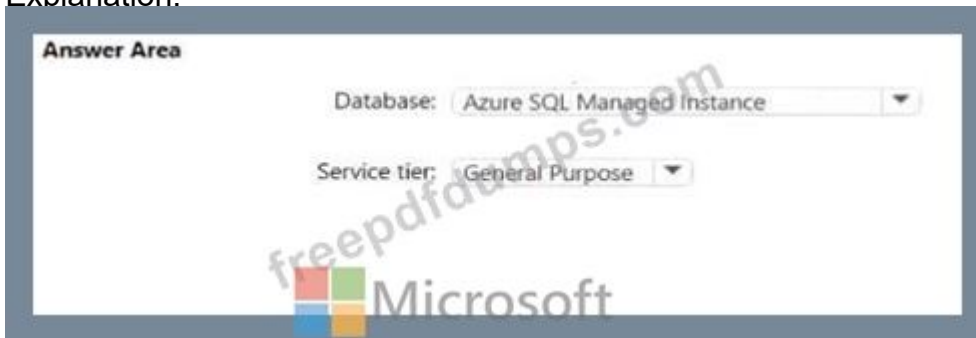 Explanation:
Answer Area
Database: Azure SQL Managed Instance
Service tier: General Purpose
freepdfdumps.com
Microsoft